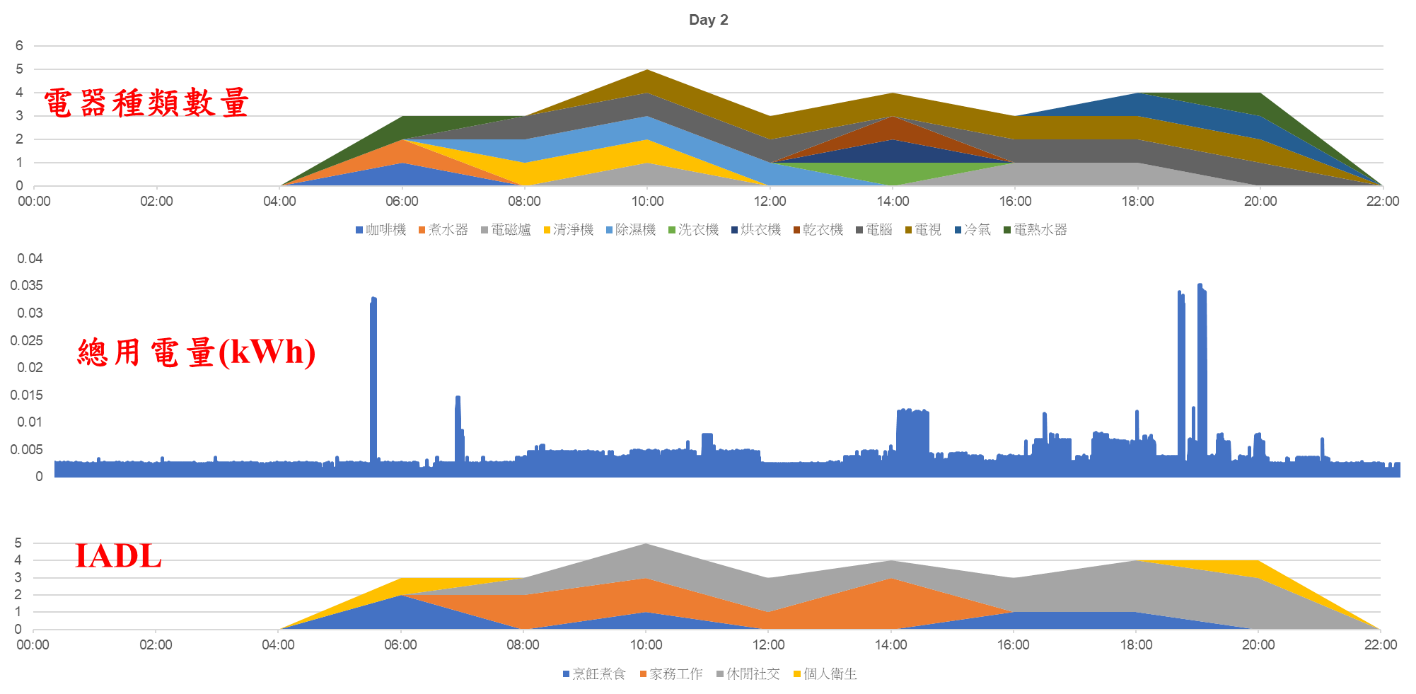 Day 2
6
5
4
3
2
1
0
電器種類數量
00:00 02:00 04:00 06:00 08:00 10:00 12:00 14:00 16:00 18:00 20:00 22:00
咖啡機 煮水器 電磁爐 清淨機 除濕機 洗衣機 烘衣機 乾衣機 電腦 電視 冷氣 電熱水器
0.04
0.035
0.03
0.025
0.02
0.015
0.01
0.005
0
總用電量(kWh)
5
4
3
2
1
0
IADL
00:00 02:00 04:00 06:00 08:00 10:00 12:00 14:00 16:00 18:00 20:00 22:00
烹飪煮食 家務工作 休閒社交 個人衛生